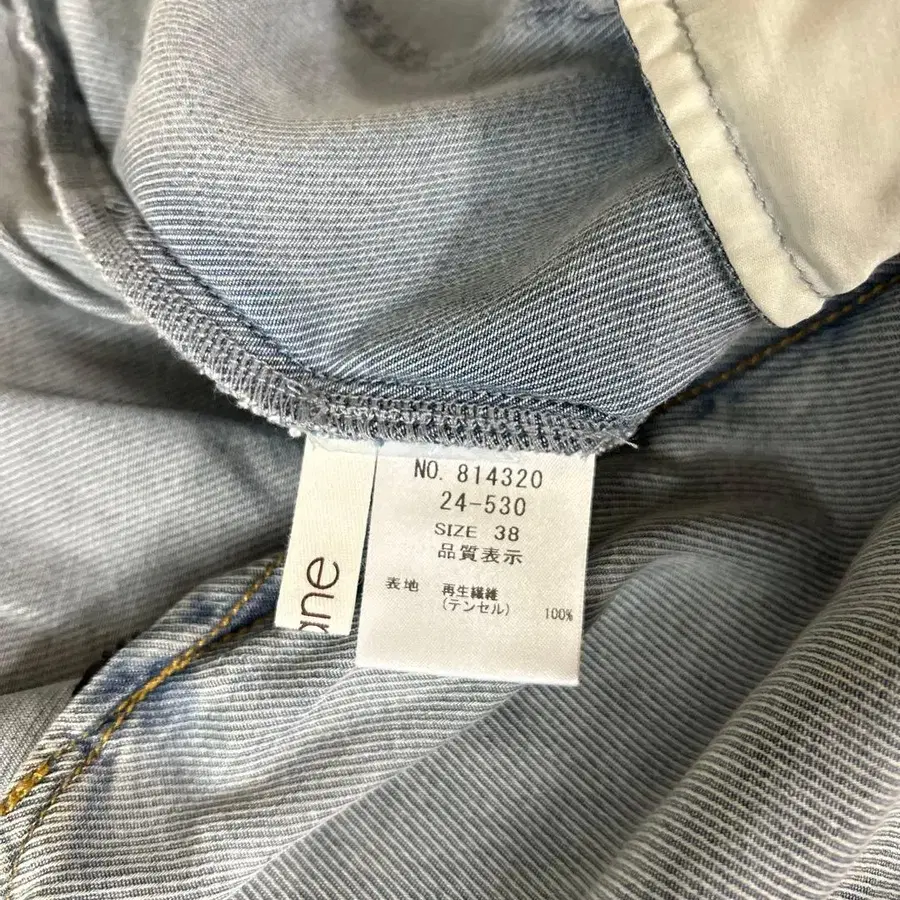 NO. 814320
24-530
SIZE 38
品質表示
表地 再生繊維
(テンセル) 100%
ane